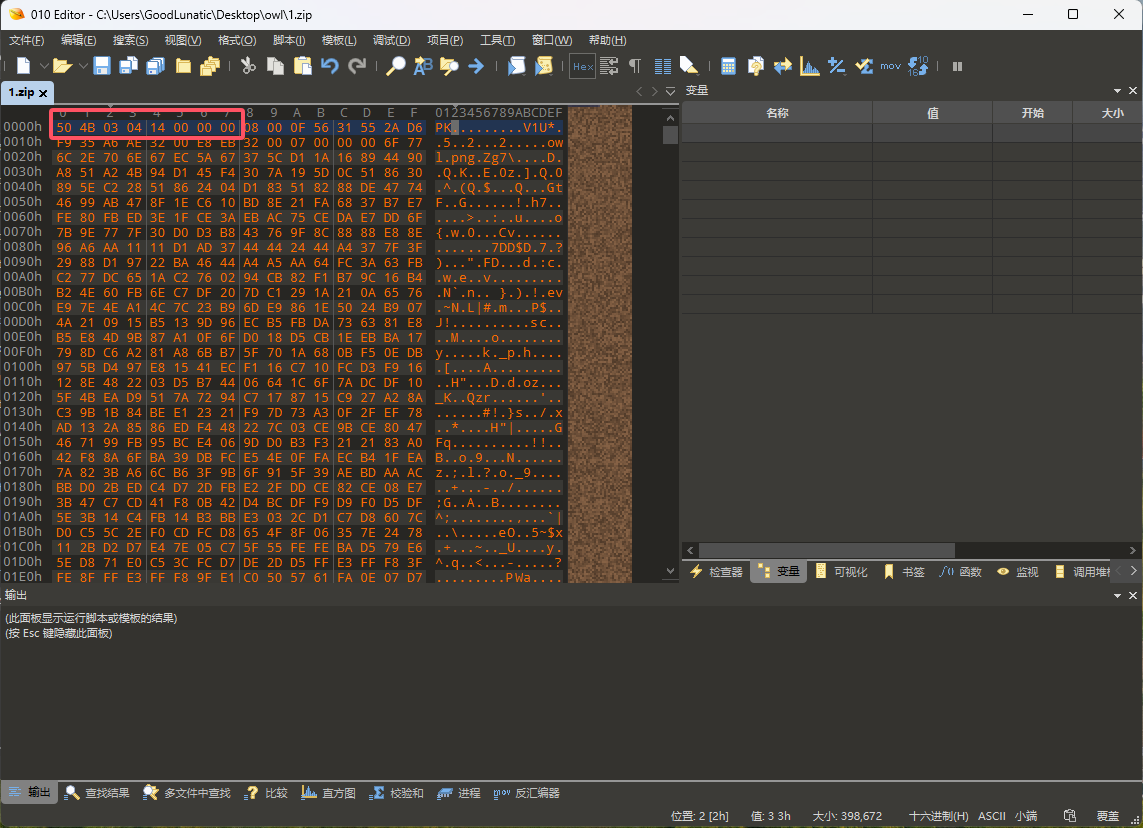 010 Editor - C:\Users\GoodLunatic\Desktop\owl\1.zip
文件(F) 编辑(E) 搜索(S) 视图(V) 格式(O) 脚本(I) 模板(L) 调试(D) 项目(P) 工具(T) 窗口(W) 帮助(H)
Hex
1.zip
变量
名称 值 开始 大小
0 1 2 3 4 5 6 7 8 9 A B C D E F 0123456789ABCDEF
0000h 50 4B 03 04 14 00 00 00 08 00 0F 56 31 55 2A D6 PK.........V1U*.
0010h F9 35 A6 AE 32 00 E8 EB 32 00 07 00 00 00 6F 77 .5..2...2.....ow
0020h 6C 2E 70 6E 67 EC 5A 67 37 5C D1 1A 16 89 44 90 l.png.Zg7\....D.
0030h A8 51 A2 4B 94 D1 45 F4 30 7A 19 5D 0C 51 86 30 .Q.K..E.0z.].Q.0
0040h 89 5E C2 28 51 86 24 04 D1 83 51 82 88 DE 47 74 .^.(Q.$...Q...Gt
0050h 46 99 AB 47 8F 1E C6 10 BD 8E 21 FA 68 37 B7 E7 F..G......!.h7..
0060h FE 80 FB ED 3E 1F CE 3A EB AC 75 CE DA E7 DD 6F ....>..:..u....o
0070h 7B 9E 77 7F 30 D0 D3 B8 43 76 9F 8C 88 88 E8 8E {.w.0...Cv......
0080h 96 A6 AA 11 11 D1 AD 37 44 44 24 44 A4 37 7F 3F .......7DD$D.7.?
0090h 29 88 D1 97 22 BA 46 44 A4 A5 AA 64 FC 3A 63 FB )...".FD...d.:c.
00A0h C2 77 DC 65 1A C2 76 02 94 CB 82 F1 B7 9C 16 B4 .w.e..v.........
00B0h B2 4E 60 FB 6E C7 DF 20 7D C1 29 1A 21 0A 65 76 .N`.n.. }.).!.ev
00C0h E9 7E 4E A1 4C 7C 23 B9 6D E9 86 1E 50 24 B9 07 .~N.L|#.m...P$..
00D0h 4A 21 09 15 B5 13 9D 96 EC B5 FB DA 73 63 81 E8 J!..........sc..
00E0h B5 E8 4D 9B 87 A1 0F 6F D0 18 D5 CB 1E EB BA 17 ..M....o........
00F0h 79 8D C6 A2 81 A8 6B B7 5F 70 1A 68 0B F5 0E DB y.....k._p.h....
0100h 97 5B D4 97 E8 15 41 EC F1 16 C7 10 FC D3 F9 16 .[....A.........
0110h 12 8E 48 22 03 D5 B7 44 06 64 1C 6F 7A DC DF 10 ..H"...D.d.oz...
0120h 5F 4B EA D9 51 7A 72 94 C7 17 87 15 C9 27 A2 8A _K..Qzr......'..
0130h C3 9B 1B 84 BE E1 23 21 F9 7D 73 A3 0F 2F EF 78 ......#!.}s../.x
0140h AD 13 2A 85 86 ED F4 48 22 7C 03 CE 9B CE 80 47 ..*....H"|.....G
0150h 46 71 99 FB 95 BC E4 06 9D D0 B3 F3 21 21 83 A0 Fq..........!!..
0160h 42 F8 8A 6F BA 39 DB FC E5 4E 0F FA EC B4 1F EA B..o.9...N......
0170h 7A 82 3B A6 6C B6 3F 9B 6F 91 5F 39 AE BD AA AC z.;.l.?.o._9....
0180h BB D0 2B ED C4 D7 2D FB E2 2F DD CE 82 CE 08 E7 ..+...-../......
0190h 3B 47 C7 CD 41 F8 0B 42 D4 BC DF F9 D9 F0 D5 DF ;G..A..B........
01A0h 5E 3B 14 C4 FB 14 B3 BB E3 03 2C D1 C7 D8 60 7C ^;........,...`|
01B0h D0 C5 5C 2E F0 CD FC D8 65 4F 8F 06 35 7E 24 78 ..\.....eO..5~$x
01C0h 11 2B D2 D7 E4 7E 05 C7 5F 55 FE FE BA D5 79 E6 .+...~.._U....y.
01D0h 5E D8 71 E0 C5 3C FC D7 DE 2D D5 FF E3 FF F8 3F ^.q..<...-.....?
01E0h FE 8F FF E3 FF F8 9F E1 C0 50 57 61 FA 0E 07 D7 .........PWa....
检查器 变量 可视化 书签 函数 监视 调用堆
输出
(此面板显示运行脚本或模板的结果)
(按 Esc 键隐藏此面板)
输出 查找结果 多文件中查找 比较 直方图 校验和 进程 反汇编器
位置: 2 [2h] 值: 3 3h 大小: 398,672 十六进制(H) ASCII 小端 覆盖